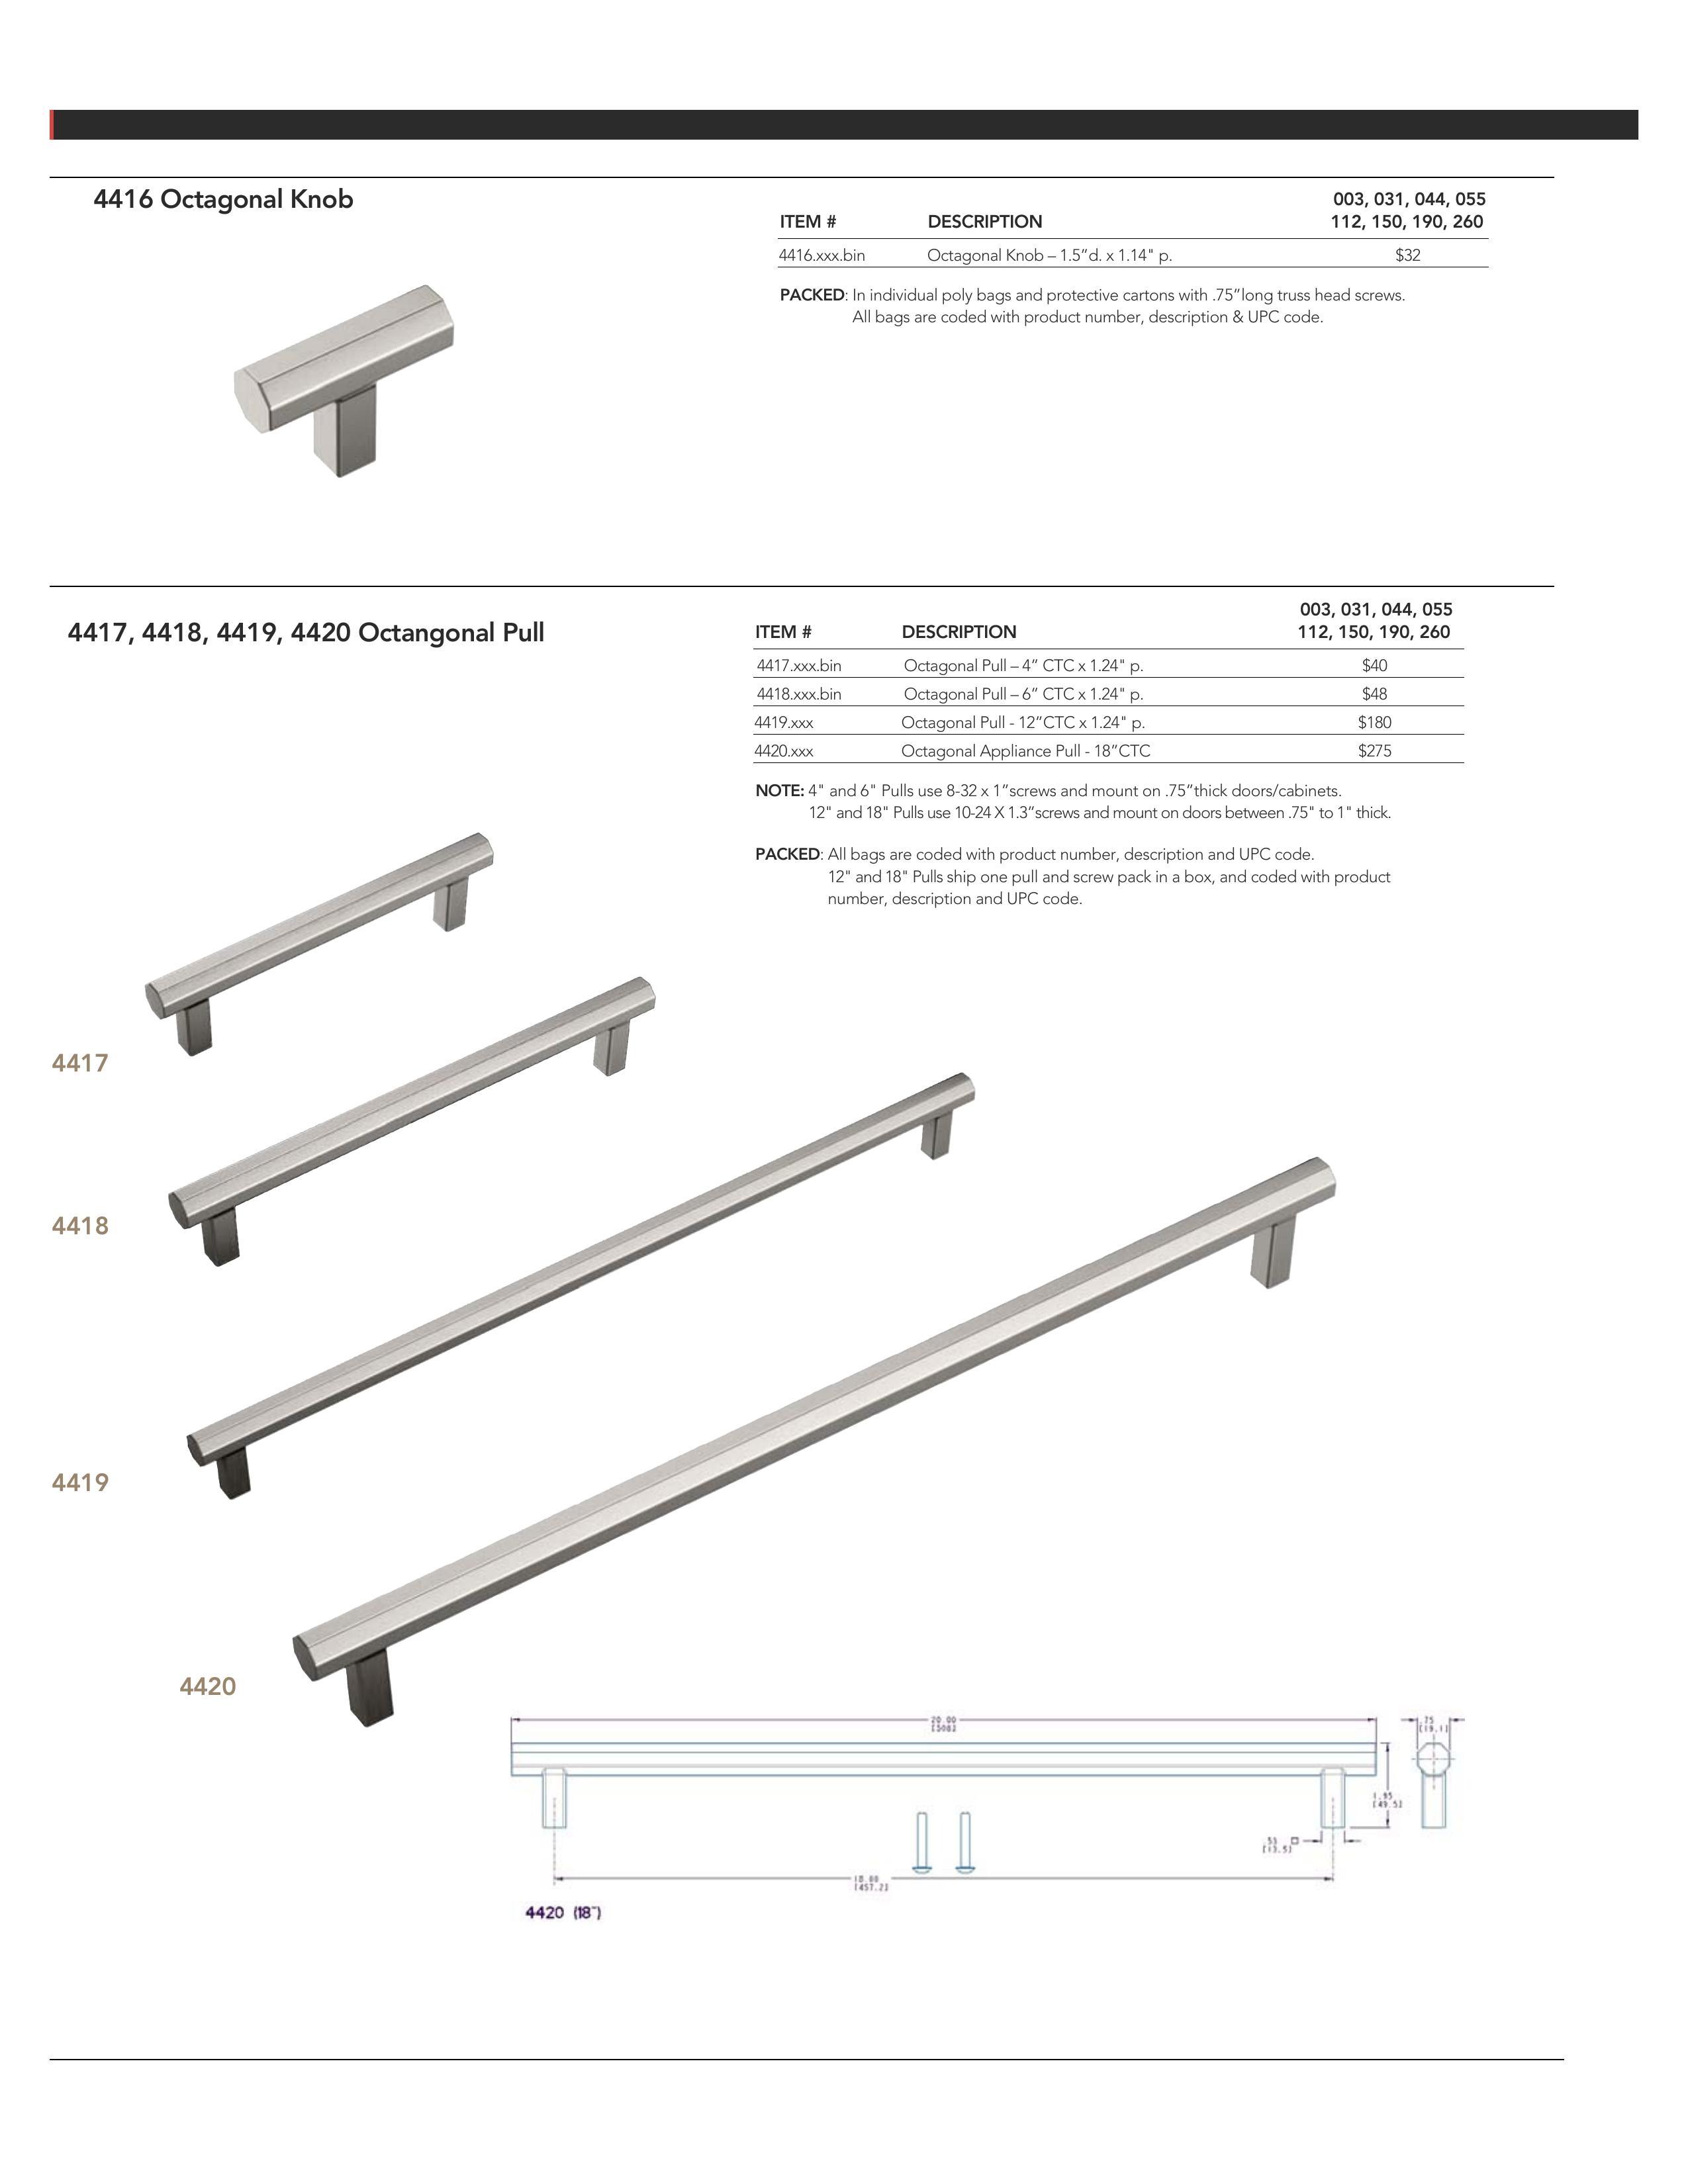 4416 Octagonal Knob
003, 031, 044, 055
ITEM # DESCRIPTION 112, 150, 190, 260
4416.xxx.bin Octagonal Knob – 1.5”d. x 1.14" p. $32
PACKED: In individual poly bags and protective cartons with .75”long truss head screws.
All bags are coded with product number, description & UPC code.
4417, 4418, 4419, 4420 Octangonal Pull
003, 031, 044, 055
ITEM # DESCRIPTION 112, 150, 190, 260
4417.xxx.bin Octagonal Pull – 4” CTC x 1.24" p. $40
4418.xxx.bin Octagonal Pull – 6” CTC x 1.24" p. $48
4419.xxx Octagonal Pull - 12”CTC x 1.24" p. $180
4420.xxx Octagonal Appliance Pull - 18”CTC $275
NOTE: 4" and 6" Pulls use 8-32 x 1”screws and mount on .75”thick doors/cabinets.
12" and 18" Pulls use 10-24 X 1.3”screws and mount on doors between .75" to 1" thick.
PACKED: All bags are coded with product number, description and UPC code.
12" and 18" Pulls ship one pull and screw pack in a box, and coded with product
number, description and UPC code.
4417
4418
4419
4420
20.00
[508]
.75
[19.1]
1.95
[49.5]
.53
[13.5]
18.00
[457.2]
4420 (18")